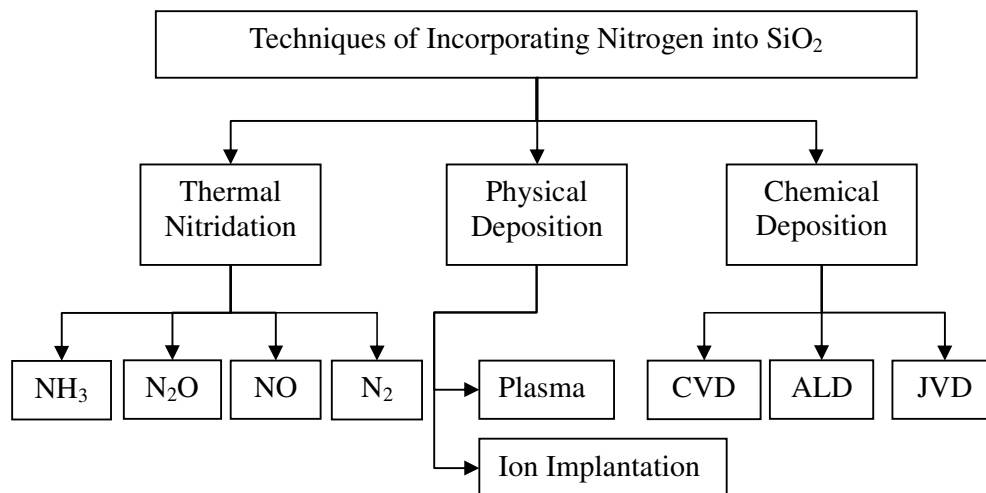 Techniques of Incorporating Nitrogen into SiO₂
Thermal
Nitridation
Physical
Deposition
Chemical
Deposition
NH₃
N₂O
NO
N₂
Plasma
Ion Implantation
CVD
ALD
JVD